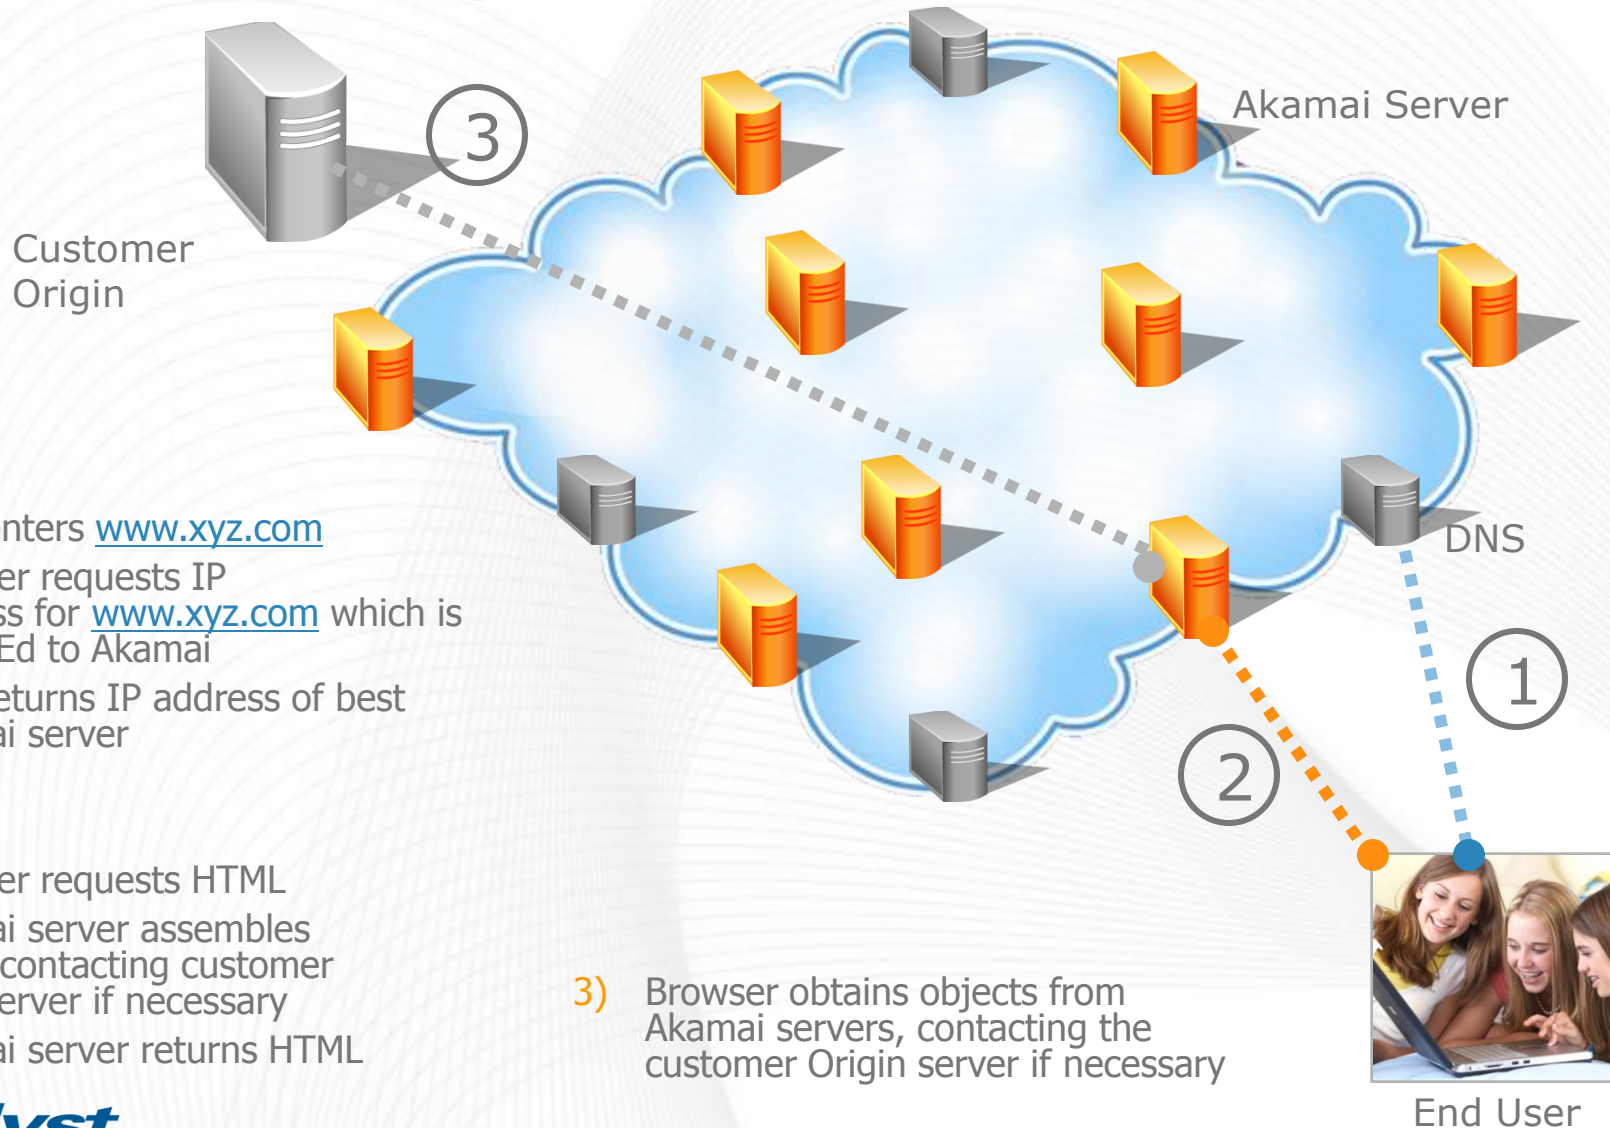 3
Akamai Server
Customer
Origin
enters www.xyz.com
er requests IP
ss for www.xyz.com which is
Ed to Akamai
eturns IP address of best
ai server
DNS
1
2
er requests HTML
ai server assembles
contacting customer
erver if necessary
ai server returns HTML
3) Browser obtains objects from
Akamai servers, contacting the
customer Origin server if necessary
End User